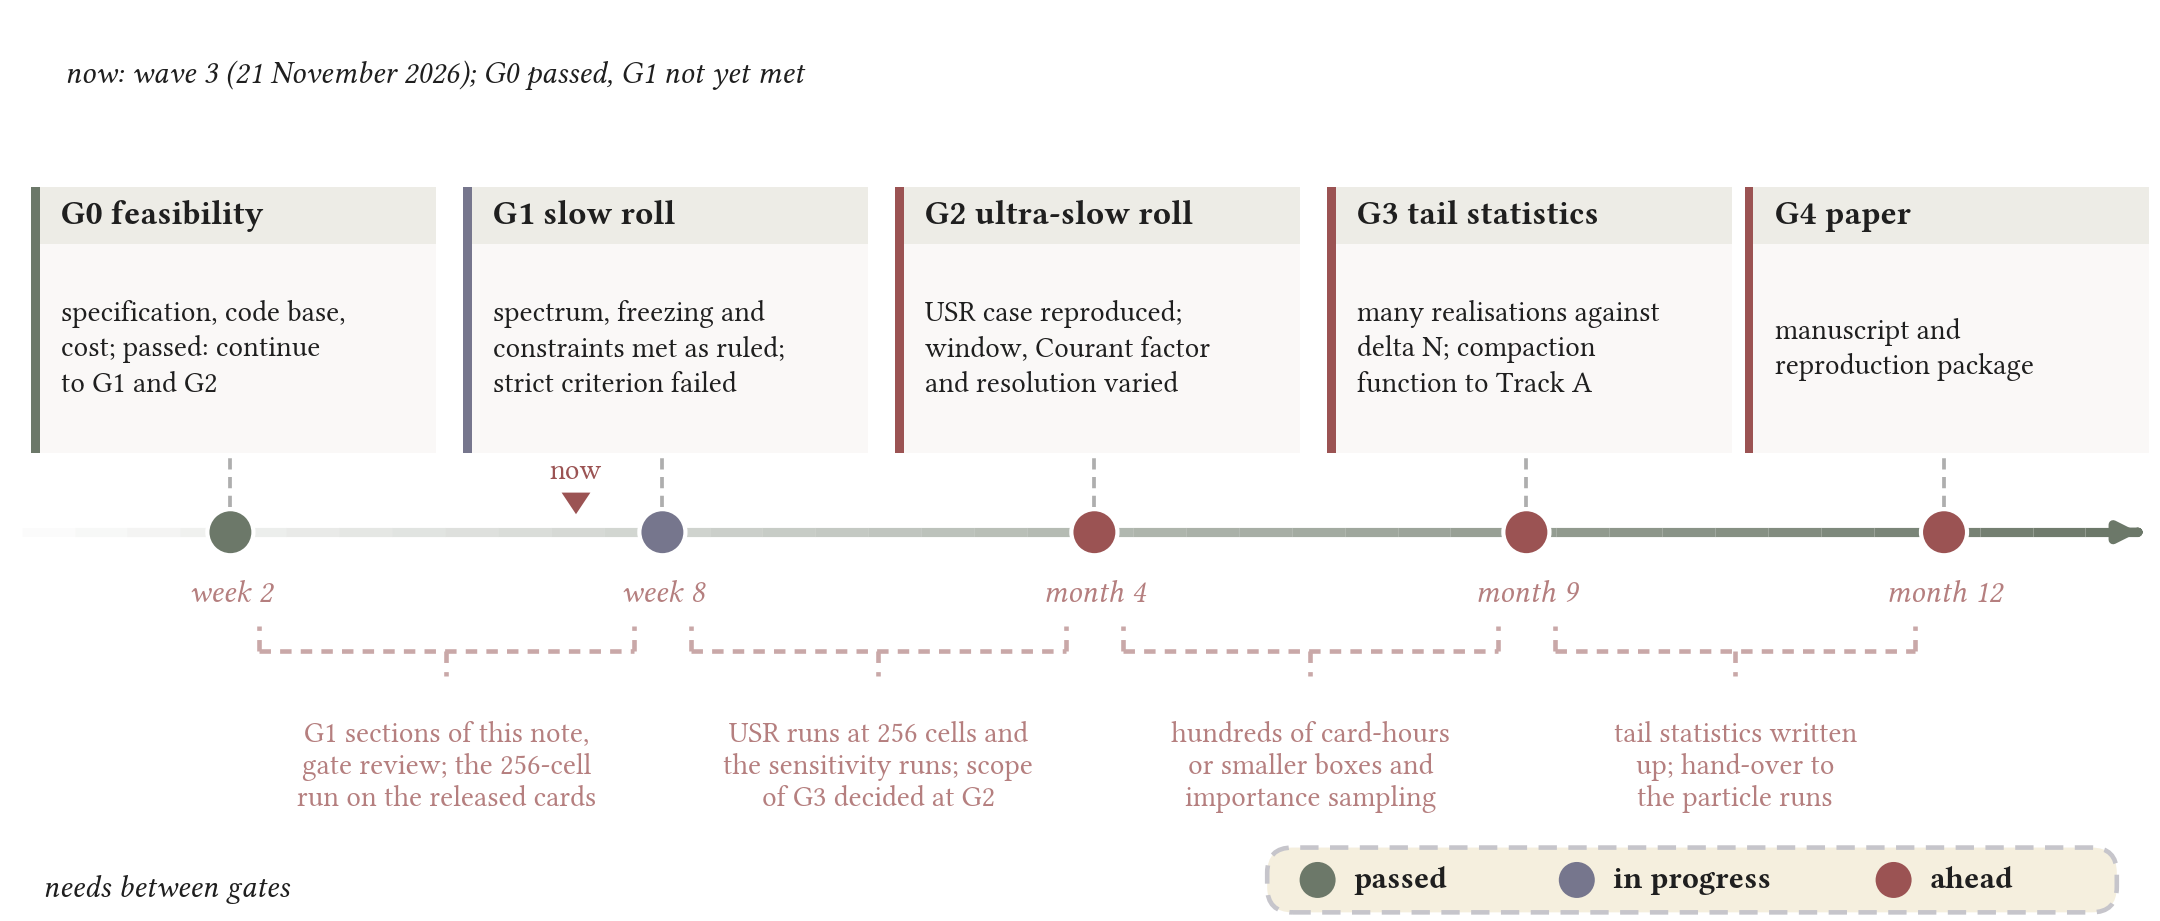 now: wave 3 (21 November 2026); G0 passed, G1 not yet met
G0 feasibility
specification, code base,
cost; passed: continue
to G1 and G2
G1 slow roll
spectrum, freezing and
constraints met as ruled;
strict criterion failed
G2 ultra-slow roll
USR case reproduced;
window, Courant factor
and resolution varied
G3 tail statistics
many realisations against
delta N; compaction
function to Track A
G4 paper
manuscript and
reproduction package
now
week 2
week 8
month 4
month 9
month 12
G1 sections of this note,
gate review; the 256-cell
run on the released cards
USR runs at 256 cells and
the sensitivity runs; scope
of G3 decided at G2
hundreds of card-hours
or smaller boxes and
importance sampling
tail statistics written
up; hand-over to
the particle runs
needs between gates
passed
in progress
ahead